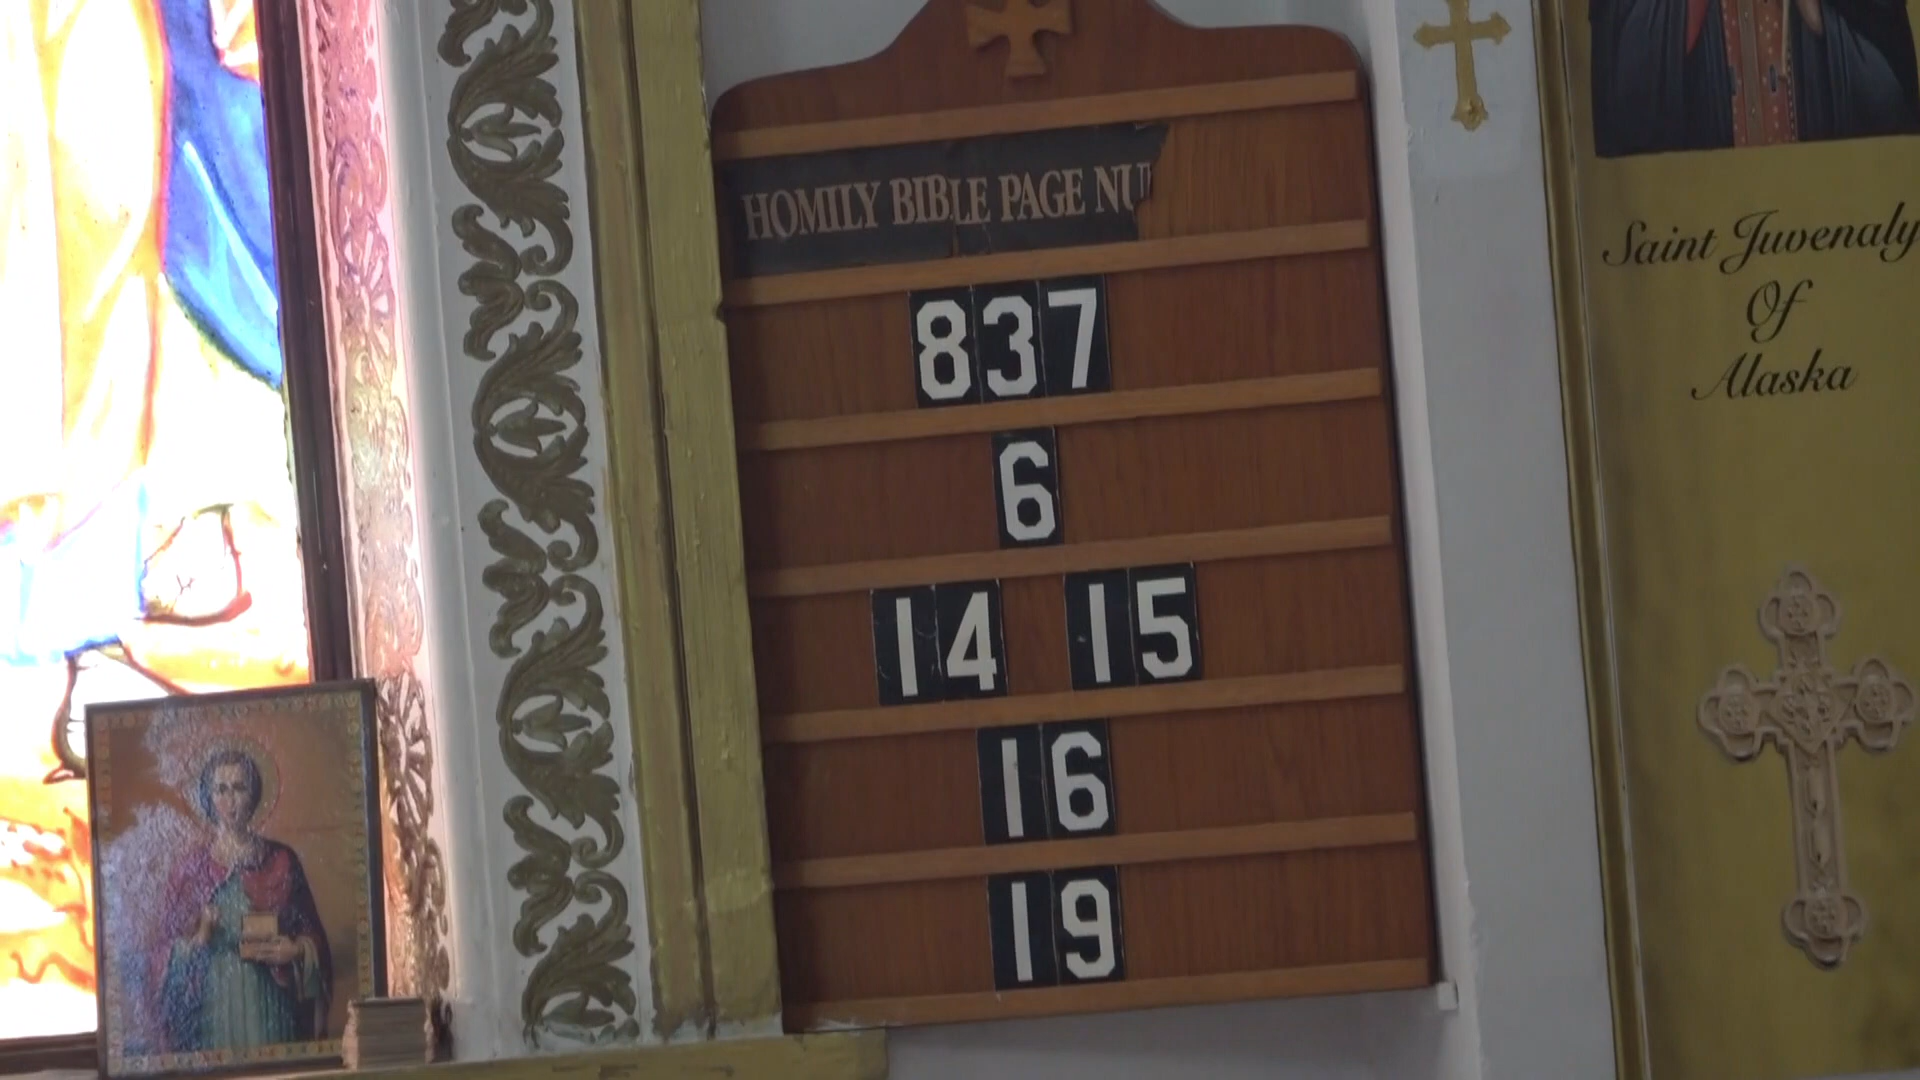 HOMILY BIBLE PAGE NU
837
6
14 15
16
19
Saint Juvenaly
Of
Alaska